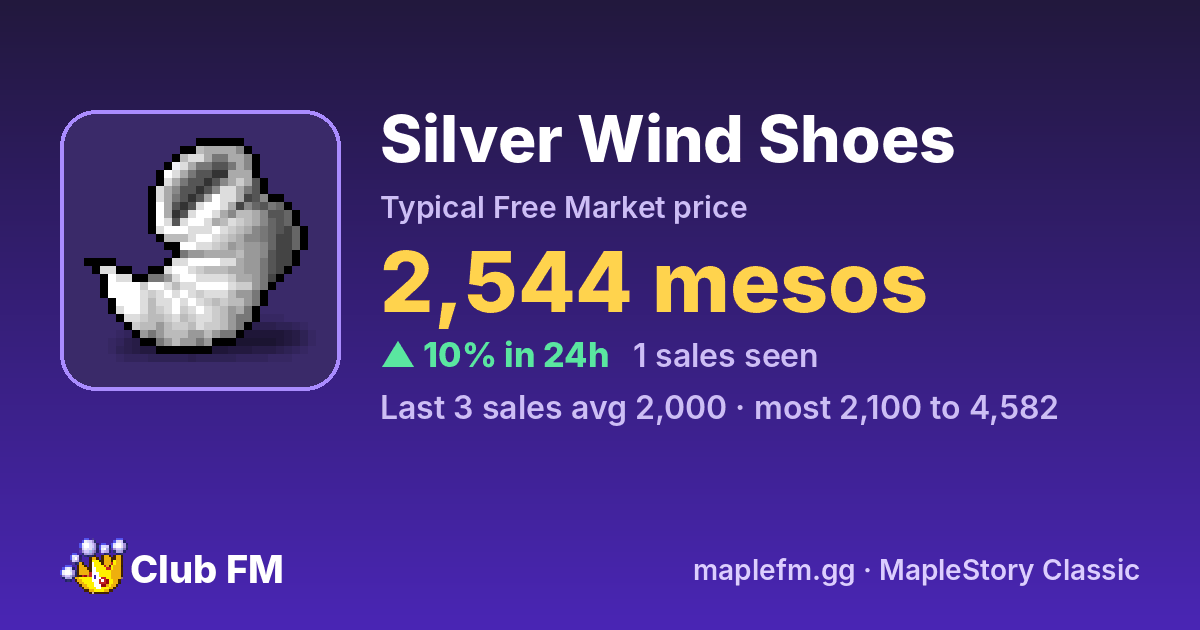 Silver Wind Shoes
Typical Free Market price
2,544 mesos
▲ 10% in 24h 1 sales seen
Last 3 sales avg 2,000 · most 2,100 to 4,582
Club FM
maplefm.gg · MapleStory Classic